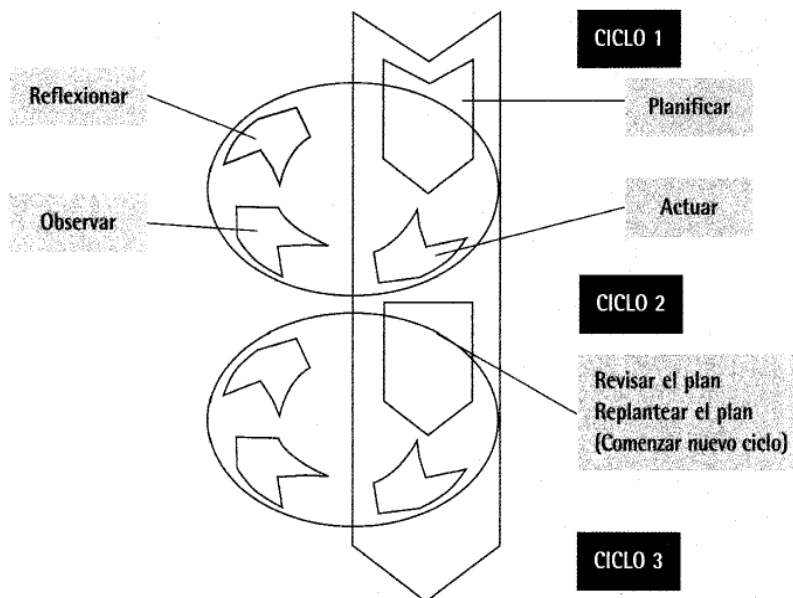 CICLO 1
Reflexionar
Planificar
Observar
Actuar
CICLO 2
Revisar el plan
Replantear el plan
(Comenzar nuevo ciclo)
CICLO 3